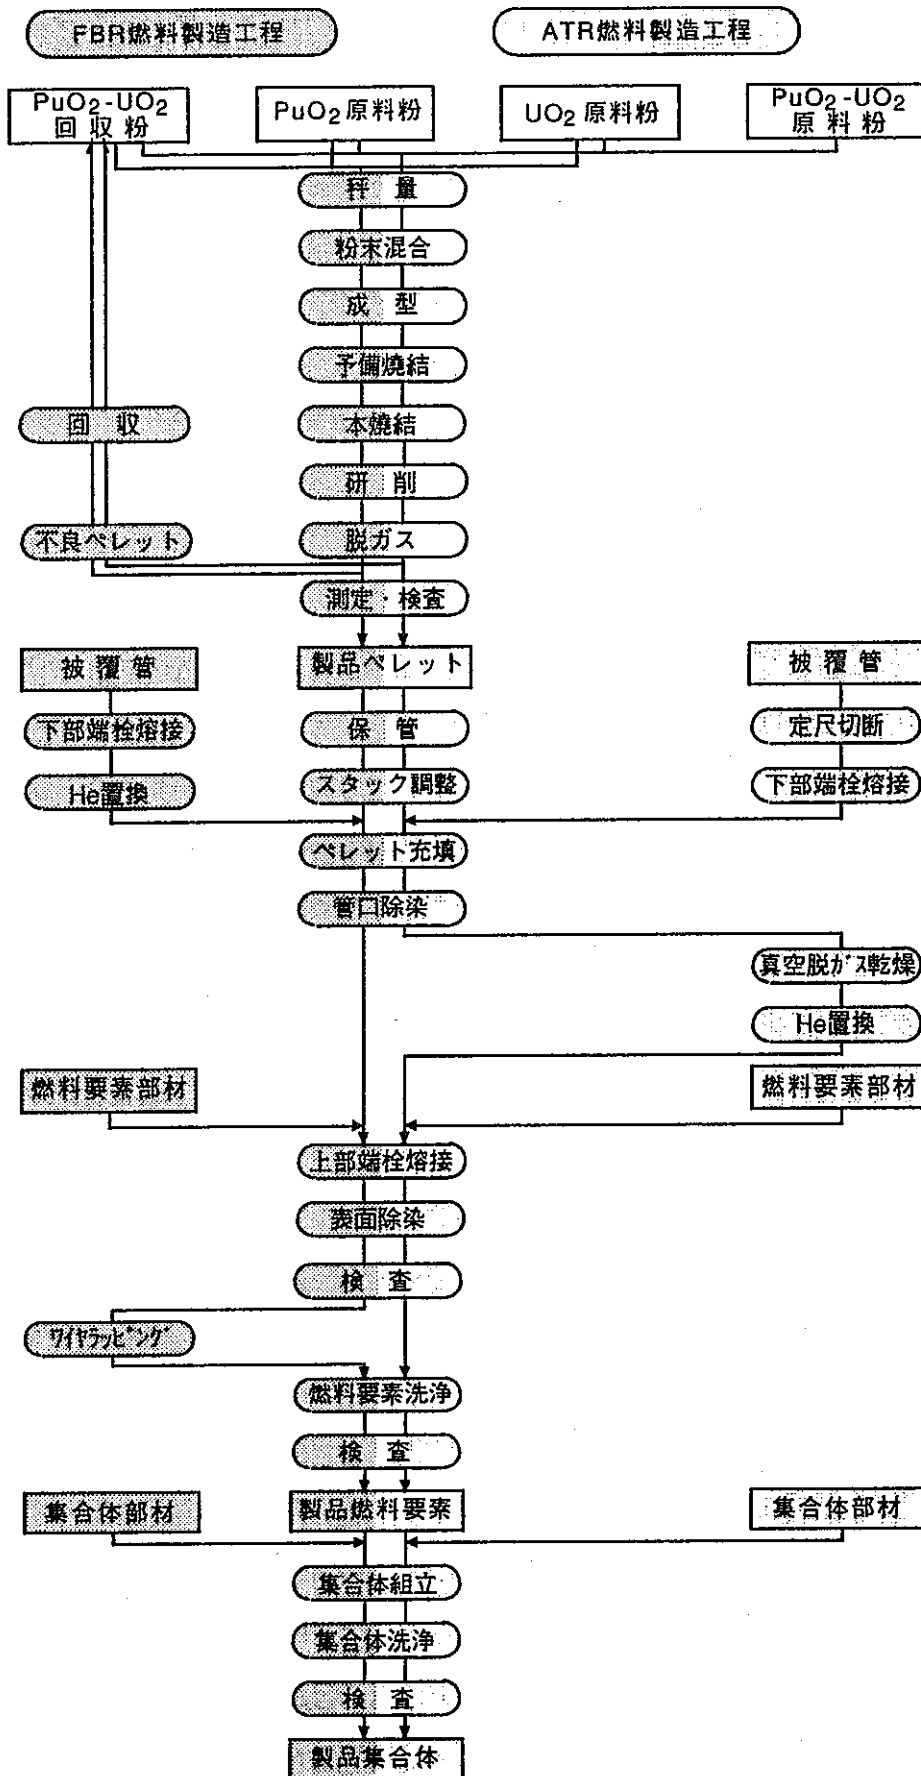 FBR燃料製造工程
ATR燃料製造工程
PuO2-UO2
回収粉
PuO2原料粉
UO2原料粉
PuO2-UO2
原料粉
秤量
粉末混合
成型
予備焼結
回収
本焼結
研削
不良ペレット
脱ガス
測定・検査
被覆管
製品ペレット
被覆管
下部端栓熔接
保管
定尺切断
He置換
スタック調整
下部端栓熔接
ペレット充填
管口除染
真空脱ガス乾燥
He置換
燃料要素部材
燃料要素部材
上部端栓熔接
表面除染
検査
ワイヤラッピング
燃料要素洗浄
検査
集合体部材
製品燃料要素
集合体部材
集合体組立
集合体洗浄
検査
製品集合体